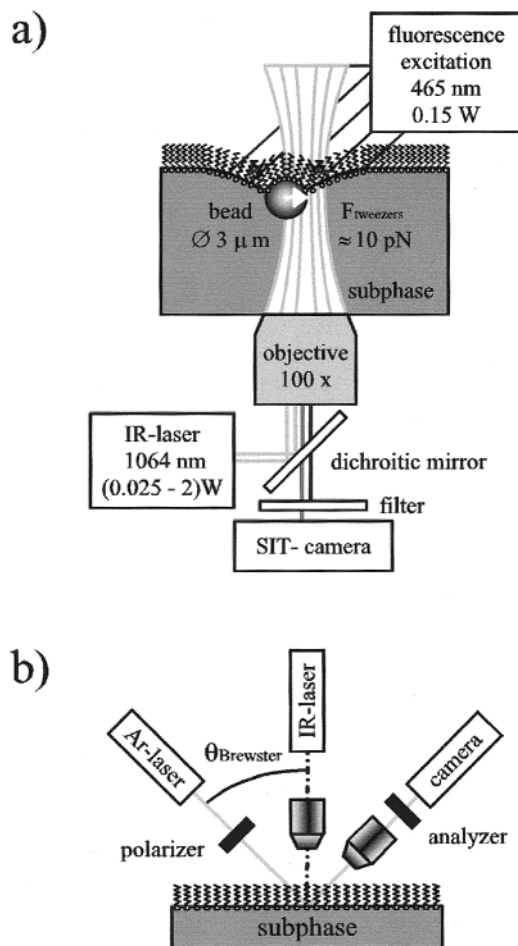 a)
fluorescence
excitation
465 nm
0.15 W
bead
Ø 3 μm
Ftweezers
≈ 10 pN
subphase
objective
100 x
IR-laser
1064 nm
(0.025 - 2)W
dichroitic mirror
filter
SIT- camera
b)
Ar-laser
θBrewster
IR-laser
camera
polarizer
analyzer
subphase